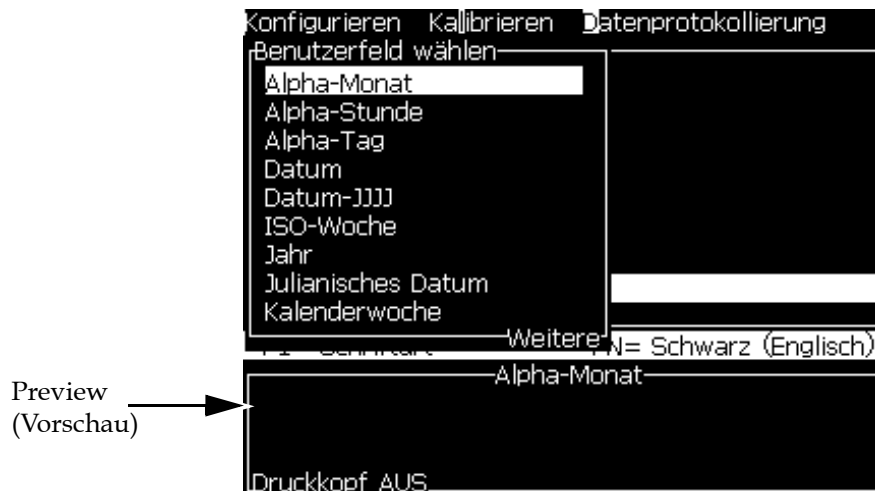 Konfigurieren Kalibrieren Datenprotokollierung
Benutzerfeld wählen
Alpha-Monat
Alpha-Stunde
Alpha-Tag
Datum
Datum-JJJJ
ISO-Woche
Jahr
Julianisches Datum
Kalenderwoche
Weitere
N= Schwarz (Englisch)
Alpha-Monat
Preview
(Vorschau)
Druckkopf AUS